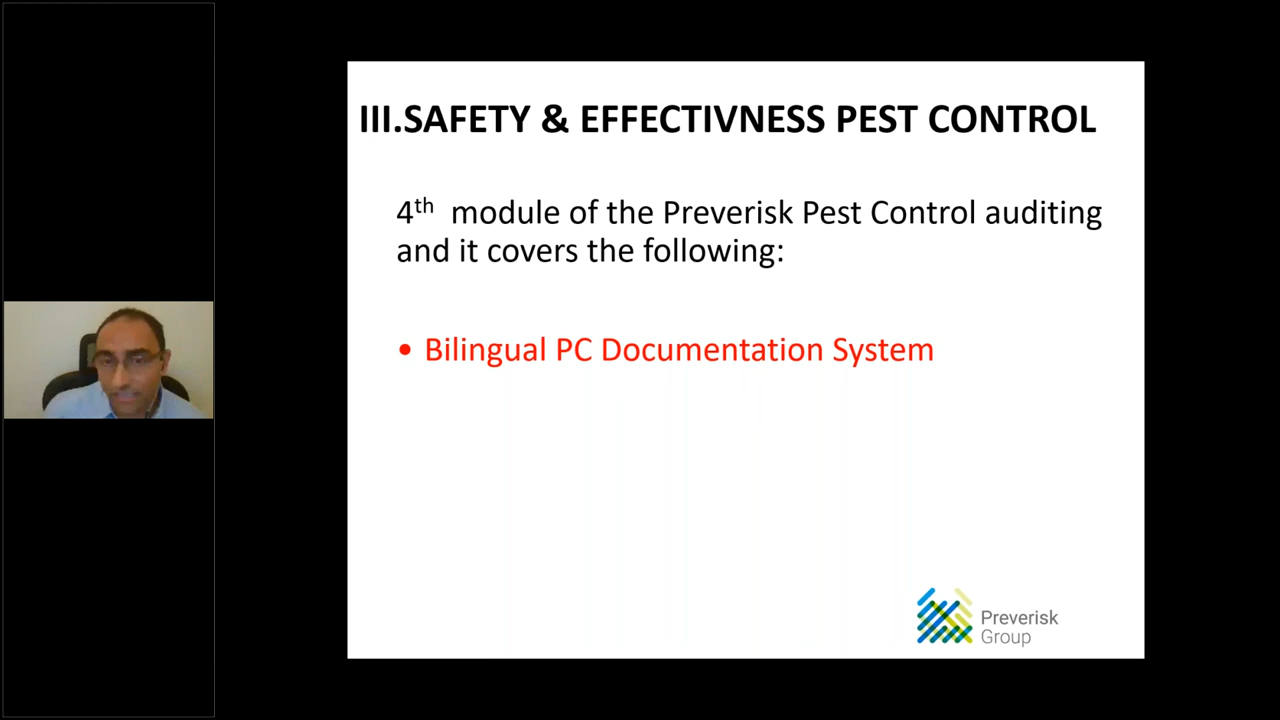 III.SAFETY & EFFECTIVNESS PEST CONTROL
4th module of the Preverisk Pest Control auditing
and it covers the following:
• Bilingual PC Documentation System
Preverisk
Group